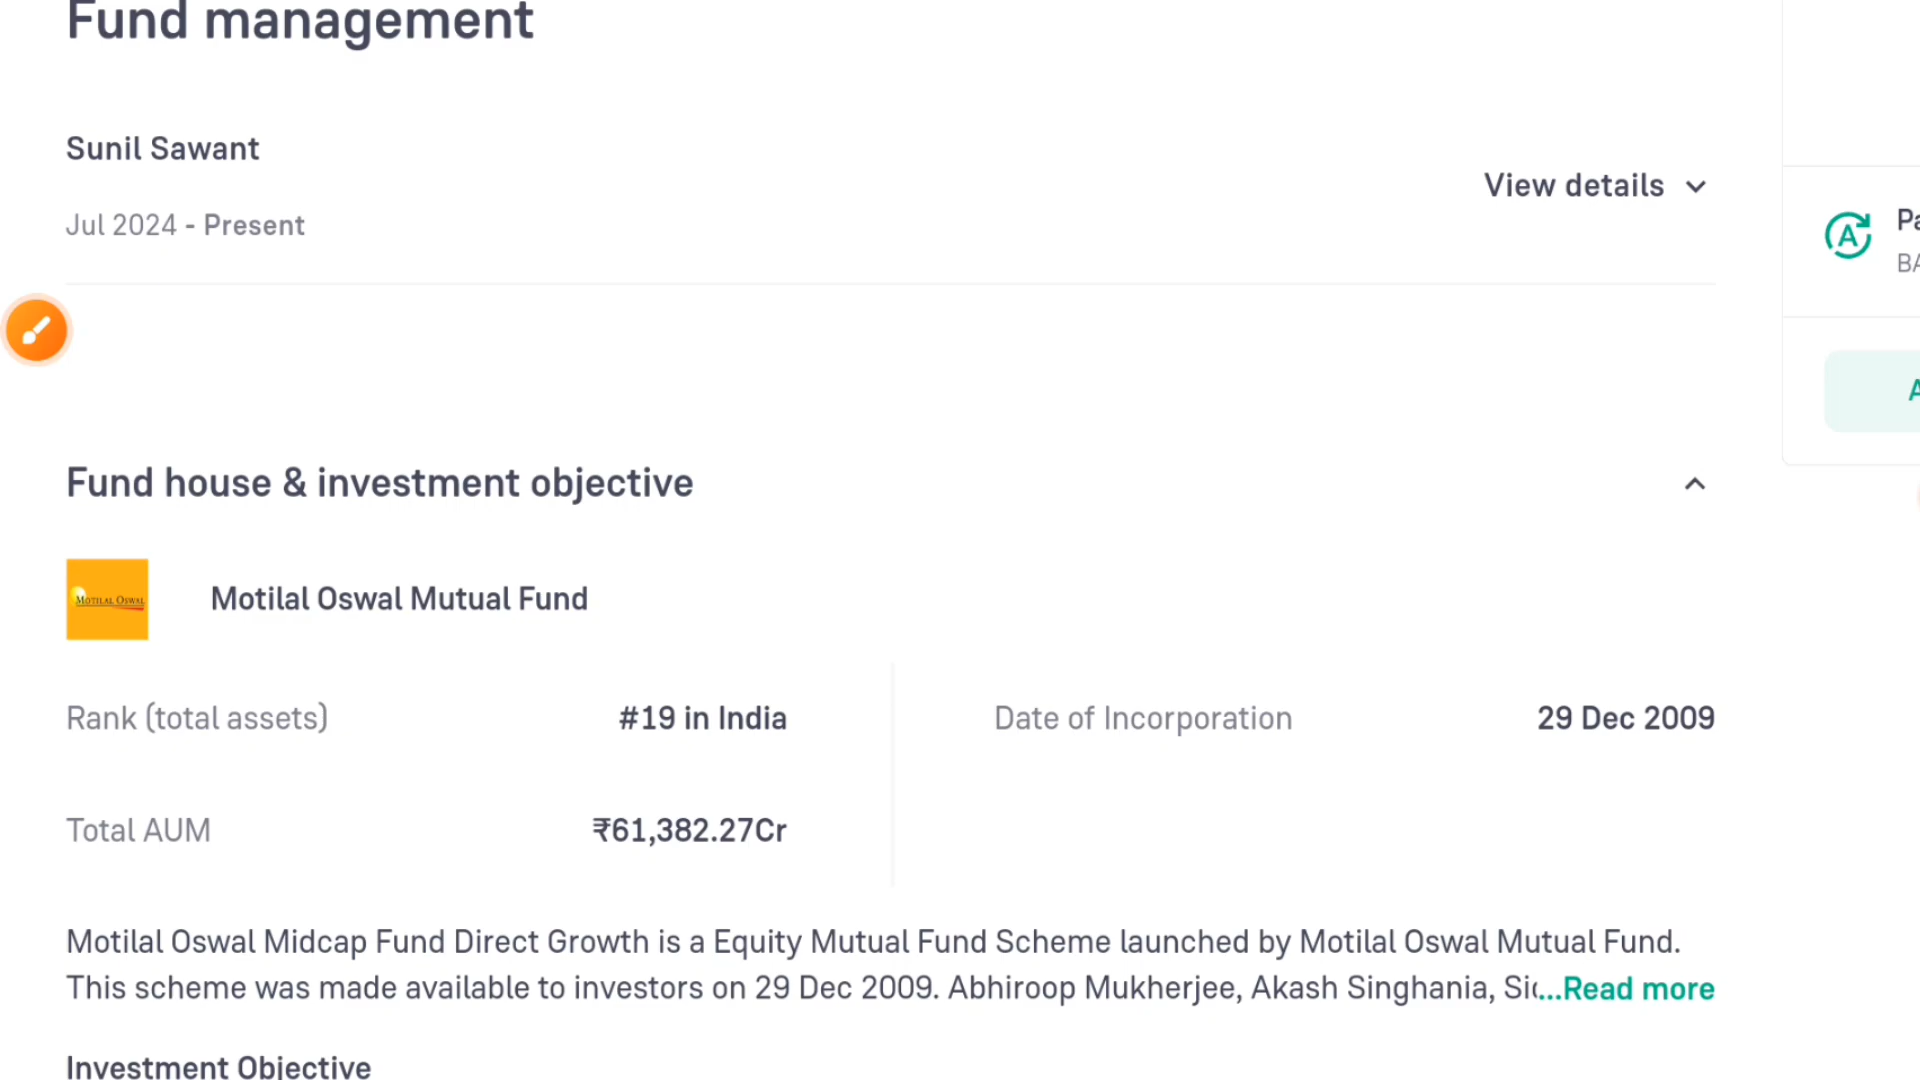 Fund management
Sunil Sawant
Jul 2024 - Present
View details
A
Fund house & investment objective
MOTILAL OSWAL
Motilal Oswal Mutual Fund
Rank (total assets)
#19 in India
Date of Incorporation
29 Dec 2009
Total AUM
₹61,382.27Cr
Motilal Oswal Midcap Fund Direct Growth is a Equity Mutual Fund Scheme launched by Motilal Oswal Mutual Fund.
This scheme was made available to investors on 29 Dec 2009. Abhiroop Mukherjee, Akash Singhania, Si...Read more
Investment Objective